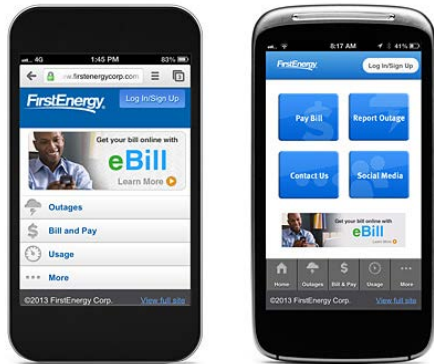 4G 1:45 PM 83%
w.firstenergycorp.com
FirstEnergy
Log In/Sign Up
Get your bill online with
eBill
Learn More
Outages
$ Bill and Pay
Usage
More
©2013 FirstEnergy Corp. View full site
8:17 AM 41%
FirstEnergy
Log In/Sign Up
Pay Bill
Report Outage
Contact Us
Social Media
Get your bill online with
eBill
Learn More
$
Home Outages Bill & Pay Usage More
©2013 FirstEnergy Corp. View full site